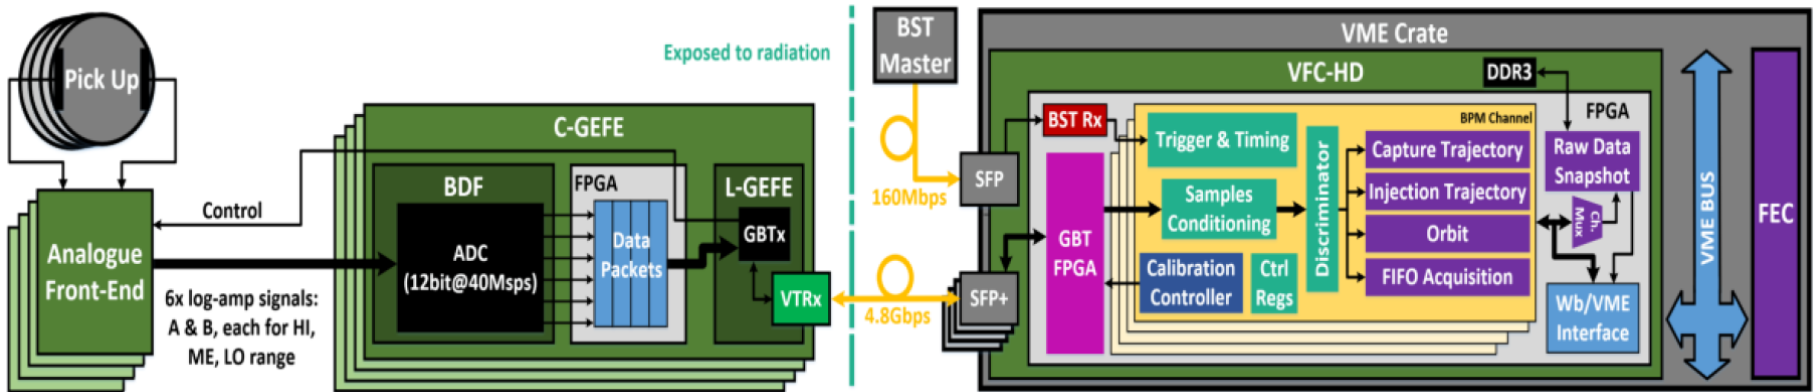 Pick Up
Analogue
Front-End
Control
6x log-amp signals:
A & B, each for HI,
ME, LO range
C-GEFE
BDF
ADC
(12bit@40Msps)
FPGA
Data
Packets
L-GEFE
GBTx
VTRx
Exposed to radiation
BST
Master
160Mbps
4.8Gbps
SFP
SFP+
VME Crate
VFC-HD
DDR3
FPGA
BST Rx
GBT
FPGA
BPM Channel
Trigger & Timing
Samples
Conditioning
Calibration
Controller
Ctrl
Regs
Discriminator
Capture Trajectory
Injection Trajectory
Orbit
FIFO Acquisition
Raw Data
Snapshot
Ch.
Mux
Wb/VME
Interface
VME BUS
FEC